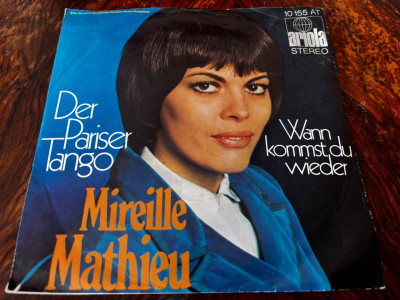 10 155 AT
ariola
STEREO
Der
Pariser
Tango
Wann
kommst du
wieder
Mireille
Mathieu